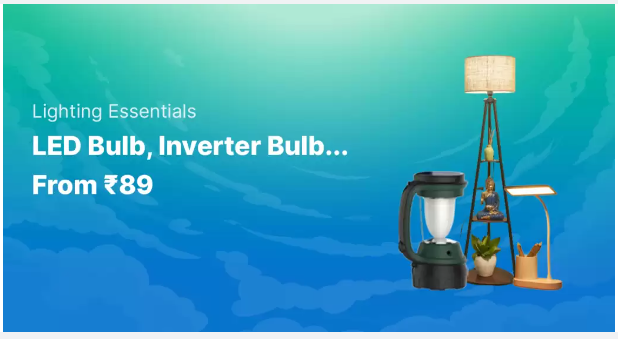 Lighting Essentials
LED Bulb, Inverter Bulb...
From ₹89